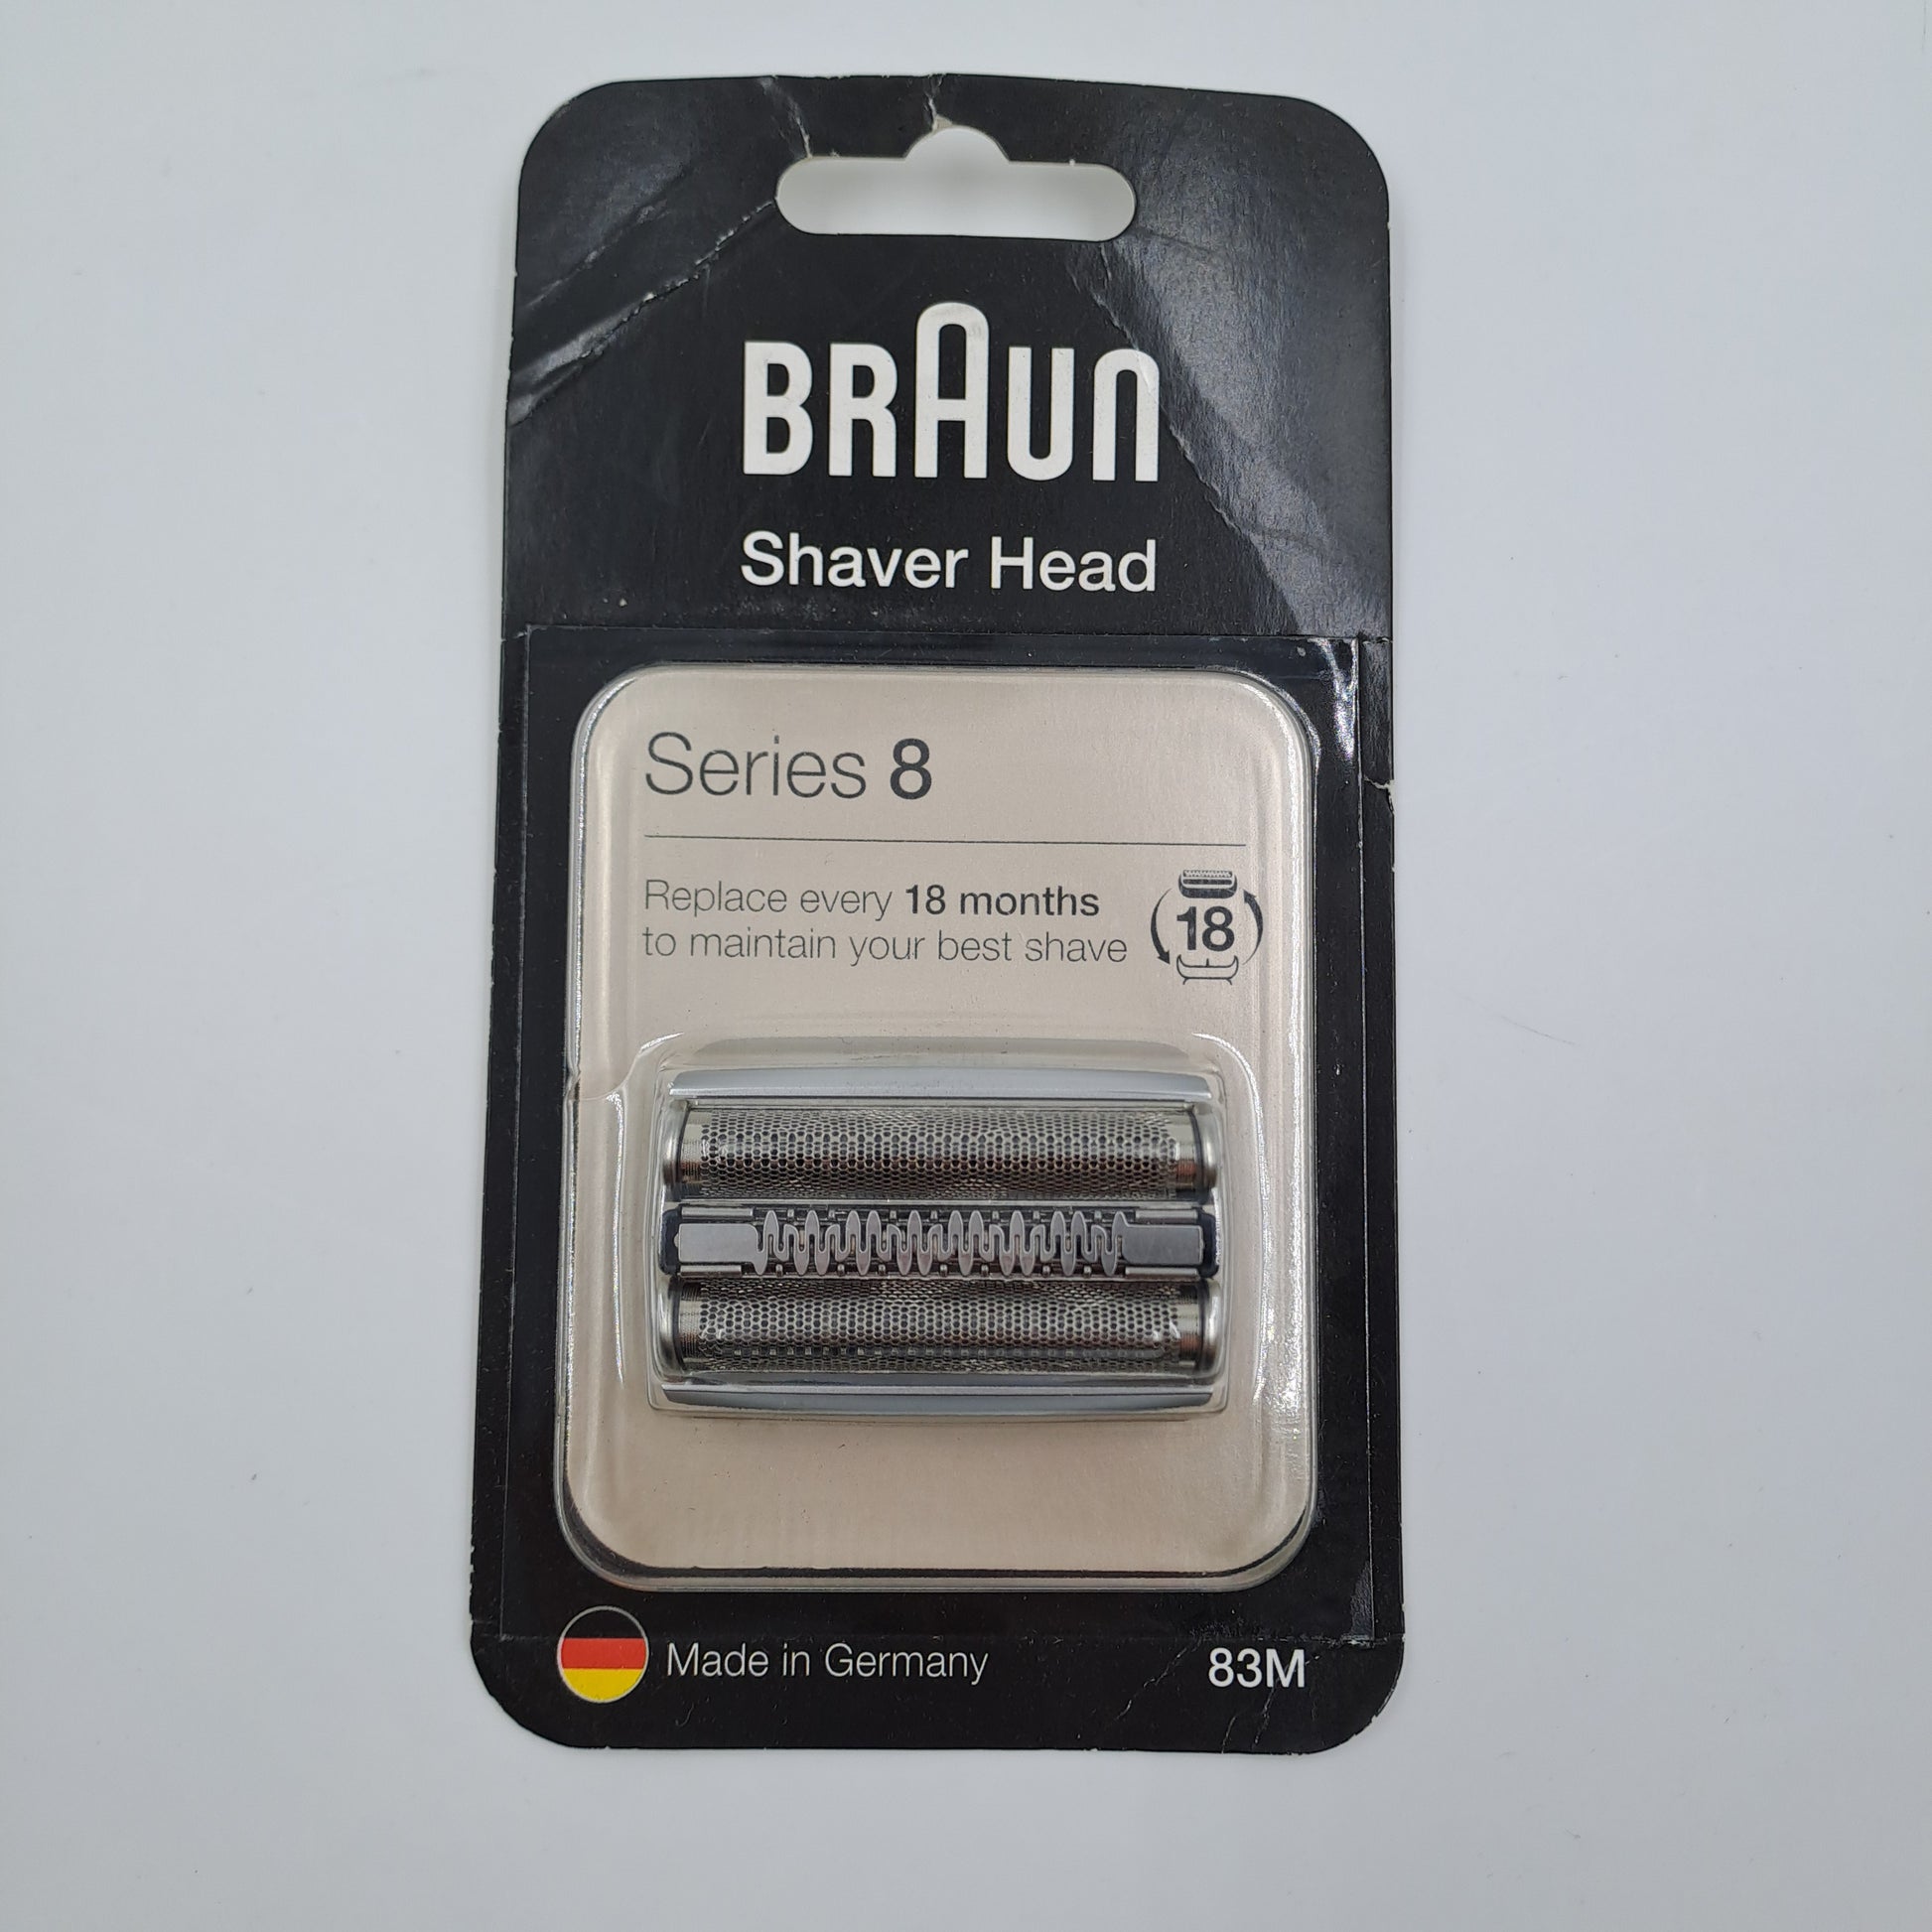 BRAUN
Shaver Head
Series 8
Replace every 18 months
to maintain your best shave
18
Made in Germany
83M